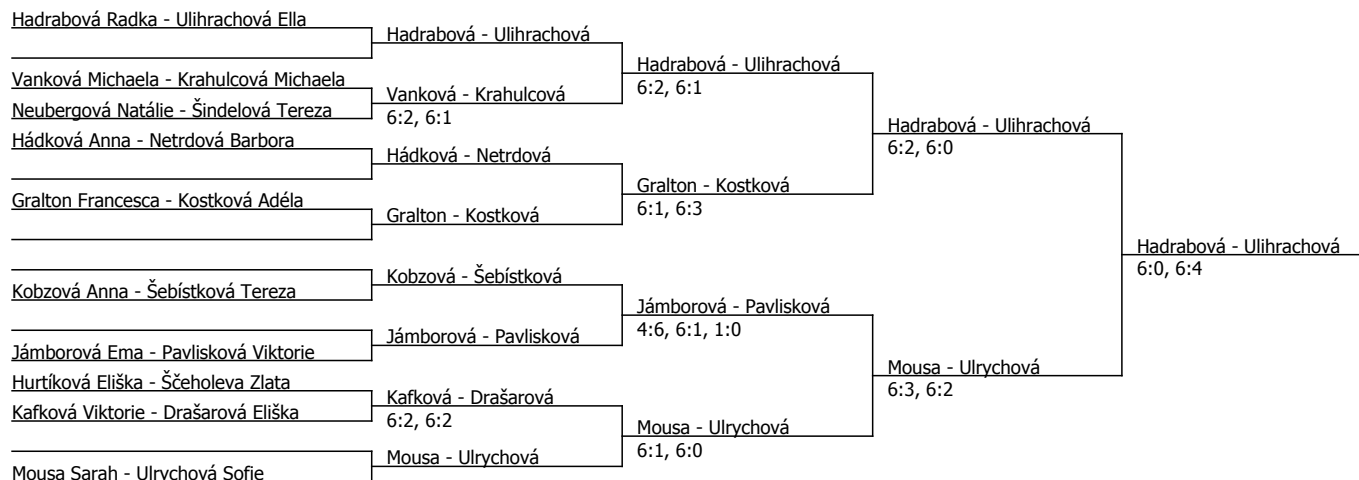 Hadrabová Radka - Ulihrachová Ella
Vanková Michaela - Krahulcová Michaela
Neubergová Natálie - Šindelová Tereza
Hádková Anna - Netrdová Barbora
Gralton Francesca - Kostková Adéla
Kobzová Anna - Šebístková Tereza
Jámborová Ema - Pavlisková Viktorie
Hurtíková Eliška - Ščeholeva Zlata
Kafková Viktorie - Drašarová Eliška
Mousa Sarah - Ulrychová Sofie
Hadrabová - Ulihrachová
Vanková - Krahulcová
6:2, 6:1
Hádková - Netrdová
Gralton - Kostková
Kobzová - Šebístková
Jámborová - Pavlisková
Kafková - Drašarová
6:2, 6:2
Mousa - Ulrychová
Hadrabová - Ulihrachová
6:2, 6:1
Gralton - Kostková
6:1, 6:3
Jámborová - Pavlisková
4:6, 6:1, 1:0
Mousa - Ulrychová
6:1, 6:0
Hadrabová - Ulihrachová
6:2, 6:0
Mousa - Ulrychová
6:3, 6:2
Hadrabová - Ulihrachová
6:0, 6:4